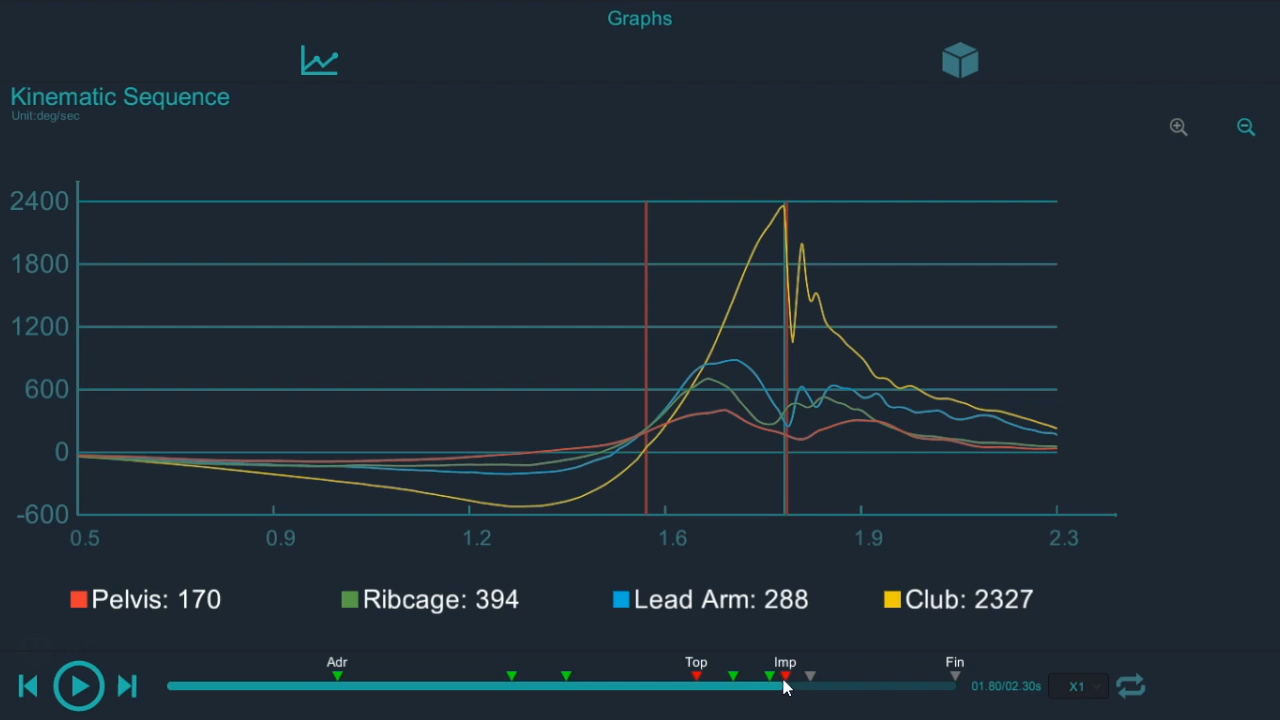 Graphs
Kinematic Sequence
Unit:deg/sec
2400
1800
1200
600
0
-600
0.5 0.9 1.2 1.6 1.9 2.3
Pelvis: 170 Ribcage: 394 Lead Arm: 288 Club: 2327
Adr Top Imp Fin
01.80/02.30s X1